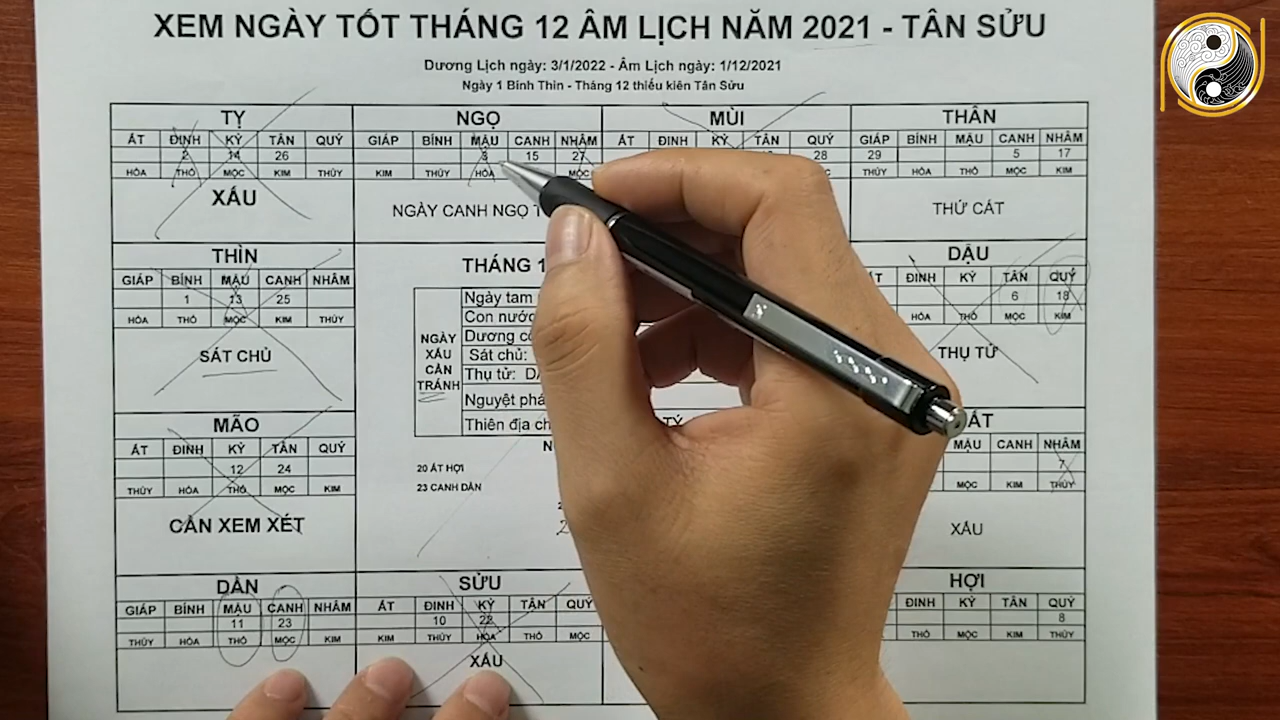 XEM NGÀY TỐT THÁNG 12 ÂM LỊCH NĂM 2021 - TÂN SỬU
Dương Lịch ngày: 3/1/2022 - Âm Lịch ngày: 1/12/2021
Ngày 1 Bính Thìn - Tháng 12 thiếu kiên Tân Sửu
TỴ
ẤT ĐINH KỶ TÂN QUÝ
2 14 26
HỎA THỔ MỘC KIM THỦY
XẤU
NGỌ
GIÁP BÍNH MẬU CANH NHÂM
3 15 27
KIM THỦY HỎA MỘC
NGÀY CANH NGỌ
MÙI
ẤT ĐINH KỶ TÂN QUÝ
28
THÂN
GIÁP BÍNH MẬU CANH NHÂM
29 5 17
THỦY HỎA THỔ MỘC KIM
THỨ CÁT
THÌN
GIÁP BÍNH MẬU CANH NHÂM
1 13 25
HỎA THỔ MỘC KIM THỦY
SÁT CHỦ
THÁNG
NGÀY XẤU CẦN TRÁNH
Ngày tam
Con nước
Dương
Sát chủ:
Thụ tử:
Nguyệt
Thiên địa
TÝ
20 ẤT HỢI
23 CANH DẦN
DẬU
ĐINH KỶ TÂN QUÝ
6 18
HỎA THỔ MỘC KIM
THỤ TỬ
MÃO
ẤT ĐINH KỶ TÂN QUÝ
12 24
THỦY HỎA THỔ MỘC KIM
CẦN XEM XÉT
MẬU CANH NHÂM
7
MỘC KIM THỦY
XẤU
DẦN
GIÁP BÍNH MẬU CANH NHÂM
11 23
THỦY HỎA THỔ MỘC KIM
SỬU
ẤT ĐINH KỶ TÂN QUÝ
10 22
KIM THỦY HỎA THỔ MỘC
XẤU
HỢI
ĐINH KỶ TÂN QUÝ
8
THỔ MỘC KIM THỦY